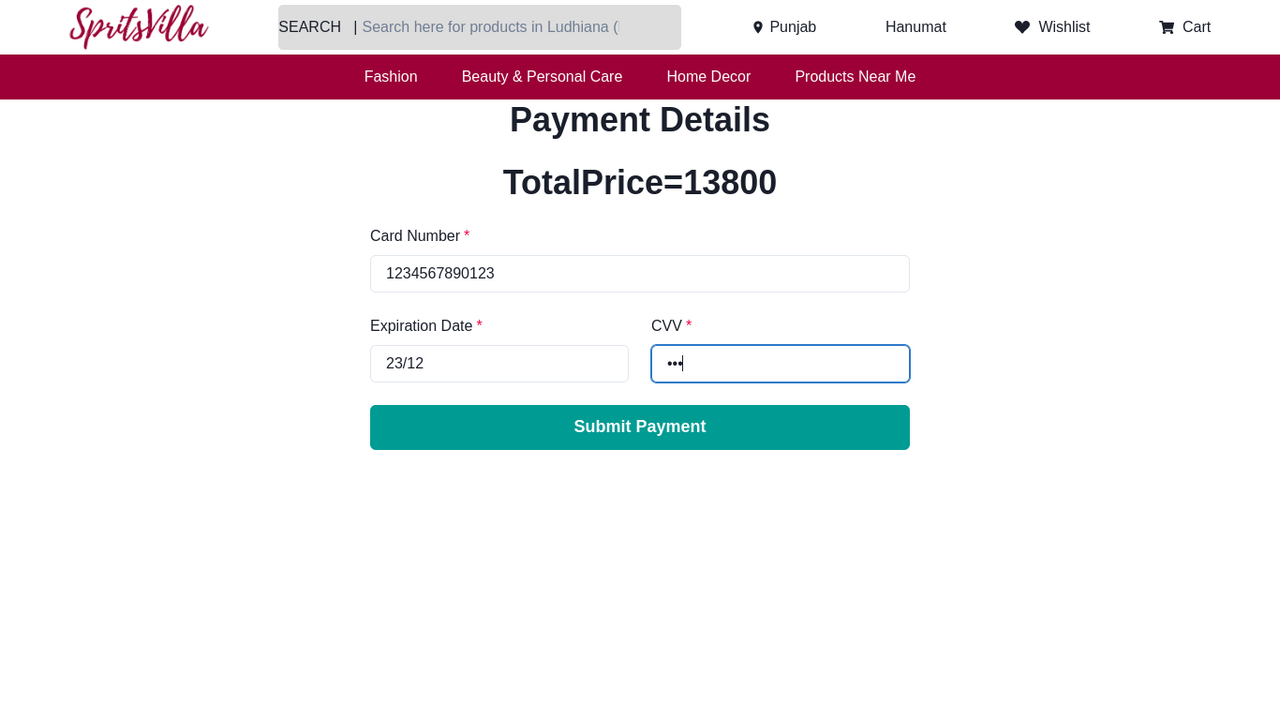 SpritsVilla
SEARCH | Search here for products in Ludhiana (
Punjab
Hanumat
Wishlist
Cart
Fashion
Beauty & Personal Care
Home Decor
Products Near Me
Payment Details
TotalPrice=13800
Card Number *
1234567890123
Expiration Date *
CVV *
23/12
•••
Submit Payment